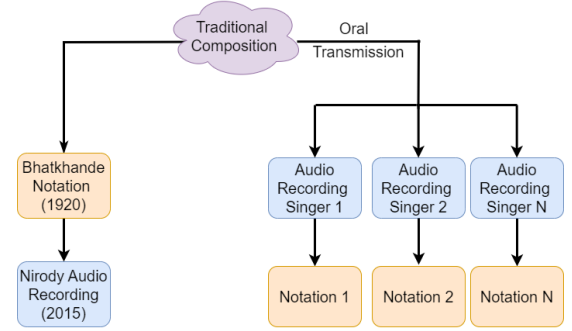 Traditional
Composition
Oral
Transmission
Bhatkhande
Notation
(1920)
Audio
Recording
Singer 1
Audio
Recording
Singer 2
Audio
Recording
Singer N
Nirody Audio
Recording
(2015)
Notation 1
Notation 2
Notation N